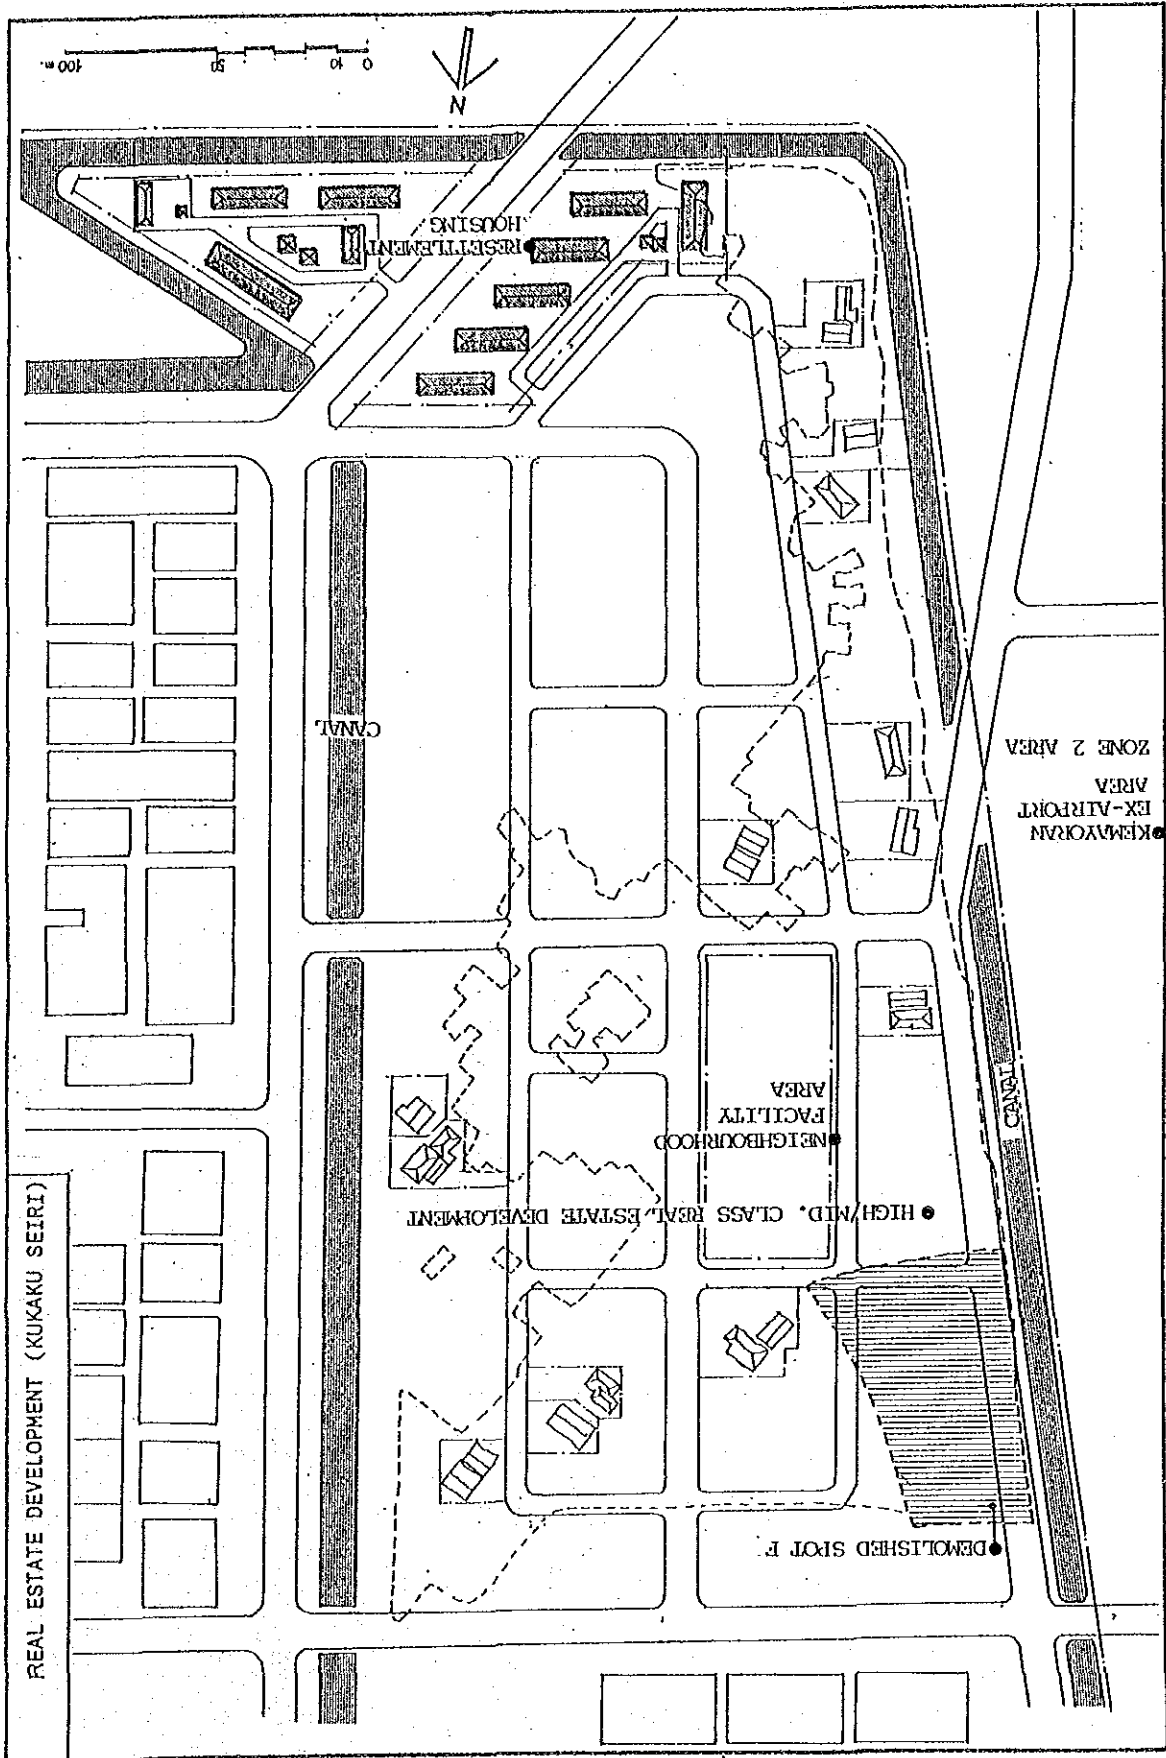 REAL ESTATE DEVELOPMENT (KUKAKU SEIRI)
DEMOLISHED SPOT F
HIGH/MID. CLASS REAL ESTATE DEVELOPMENT
NEIGHBOURHOOD
FACILITY
AREA
CANAL
KEMAYORAN
EX-AIRPORT
AREA
ZONE 2 AREA
CANAL
RESETTLEMENT
HOUSING
N
0 10 50 100 m.